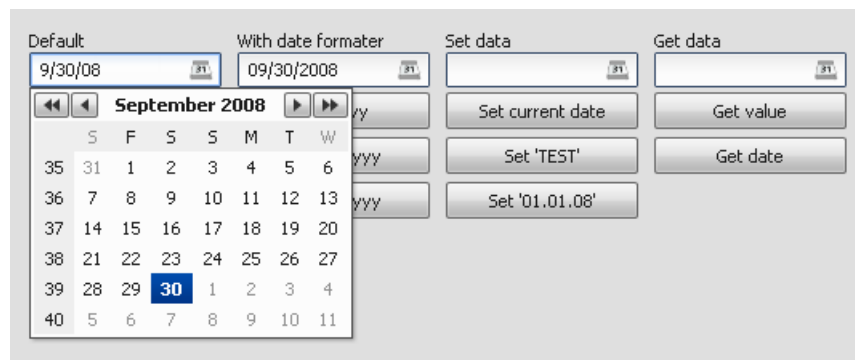 Default With date formater Set data Get data
9/30/08 09/30/2008
September 2008
yy Set current date Get value
S F S S M T W
yyy Set 'TEST' Get date
35 31 1 2 3 4 5 6
36 7 8 9 10 11 12 13
yyy Set '01.01.08'
37 14 15 16 17 18 19 20
38 21 22 23 24 25 26 27
39 28 29 30 1 2 3 4
40 5 6 7 8 9 10 11